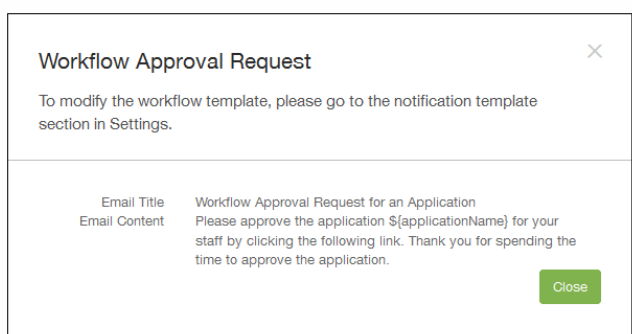 Workflow Approval Request
To modify the workflow template, please go to the notification template
section in Settings.
Email Title Workflow Approval Request for an Application
Email Content Please approve the application ${applicationName} for your
staff by clicking the following link. Thank you for spending the
time to approve the application.
Close